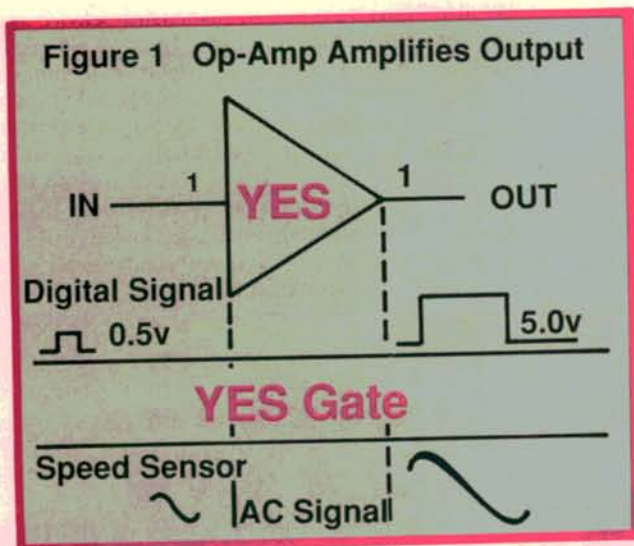 Figure 1 Op-Amp Amplifies Output
1 1
IN YES OUT
Digital Signal
0.5v 5.0v
YES Gate
Speed Sensor
AC Signal